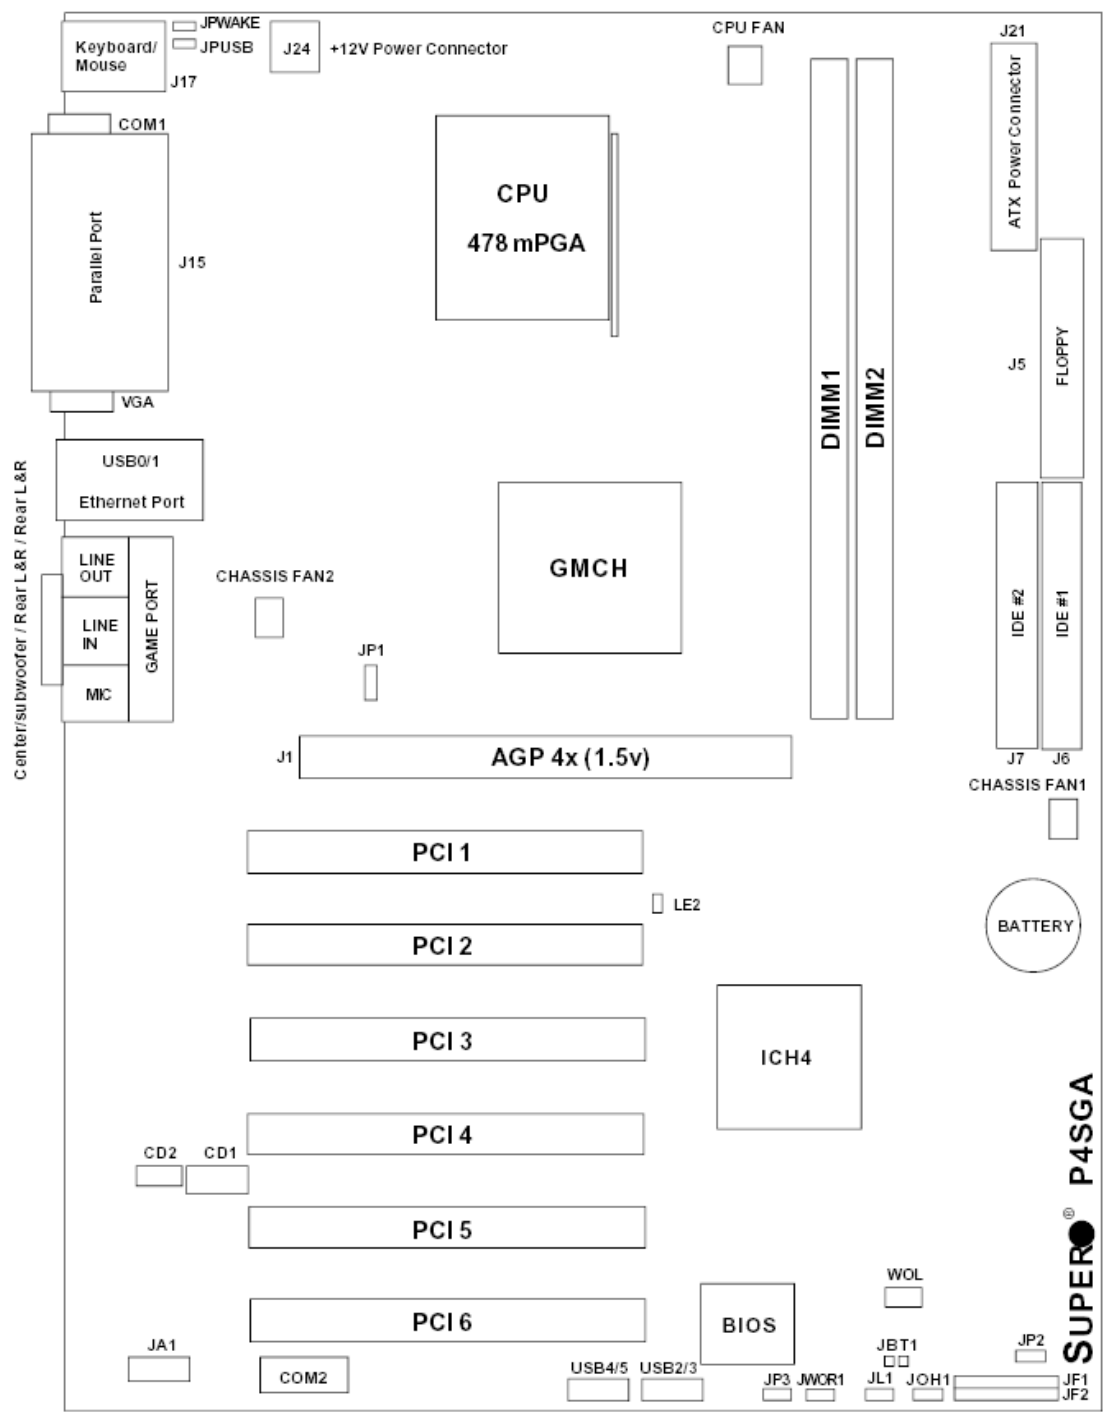 JPWAKE
JPUSB
Keyboard/
Mouse
J17
J24
+12V Power Connector
CPU FAN
J21
ATX Power Connector
COM1
Parallel Port
J15
VGA
CPU
478 mPGA
DIMM1
DIMM2
J5
FLOPPY
USB0/1
Ethernet Port
Center/subwoofer / Rear L&R / Rear L&R
LINE
OUT
LINE
IN
MIC
GAME PORT
CHASSIS FAN2
JP1
GMCH
IDE #2
IDE #1
J7
J6
J1
AGP 4x (1.5v)
CHASSIS FAN1
PCI 1
LE2
BATTERY
PCI 2
PCI 3
ICH4
PCI 4
CD2
CD1
PCI 5
PCI 6
SUPER® P4SGA
WOL
BIOS
JBT1
JP2
JA1
COM2
USB4/5
USB2/3
JP3
JWOR1
JL1
JOH1
JF1
JF2